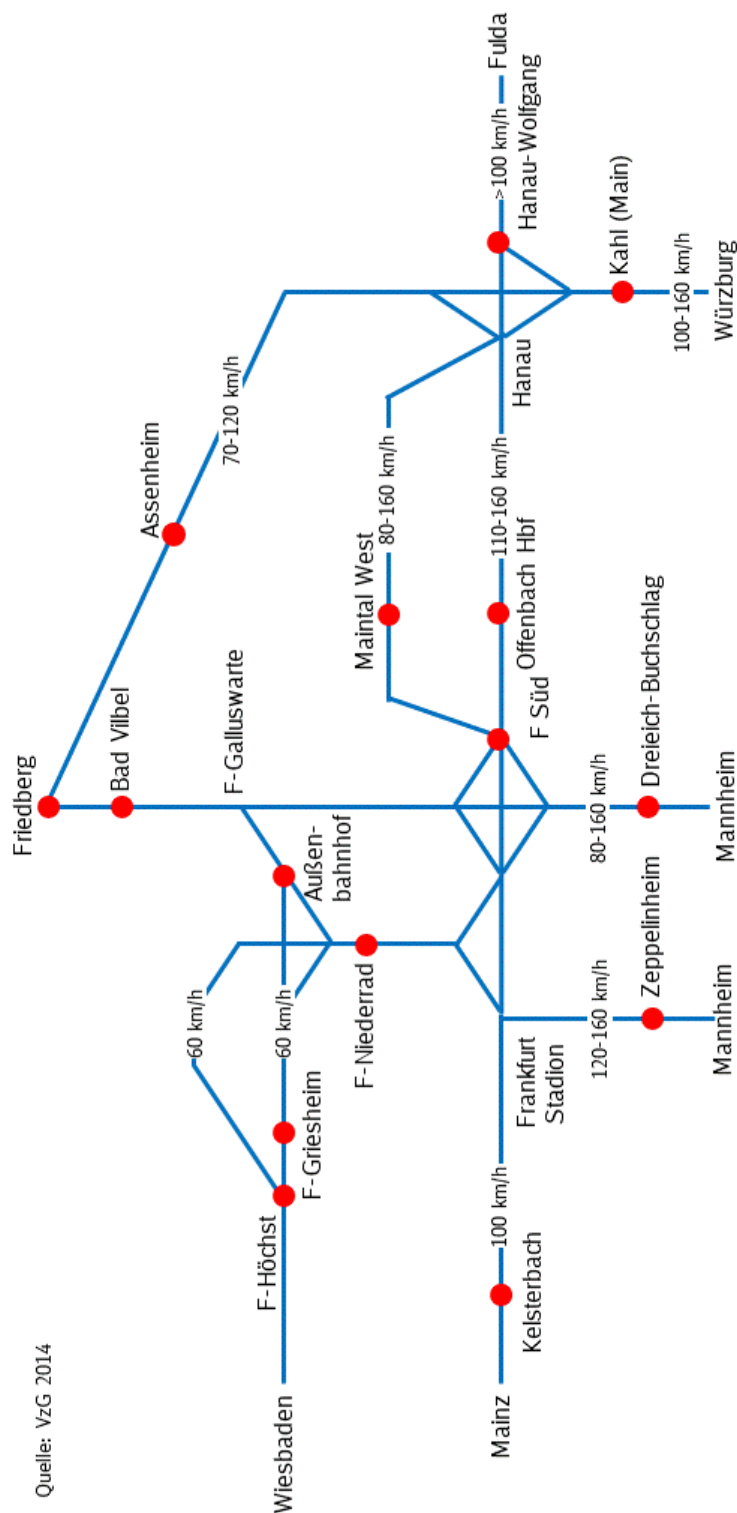 Quelle: VzG 2014
Friedberg
Bad Vilbel
Assenheim
70-120 km/h
F-Galluswarte
Außen-
bahnhof
60 km/h
60 km/h
F-Griesheim
F-Höchst
Wiesbaden
F-Niederrad
Maintal West
80-160 km/h
Mainz
Kelsterbach
100 km/h
Frankfurt
Stadion
F Süd
Offenbach Hbf
110-160 km/h
Hanau
Hanau-Wolfgang
>100 km/h
Fulda
120-160 km/h
Zeppelinheim
Mannheim
80-160 km/h
Dreieich-Buchschlag
Mannheim
Kahl (Main)
100-160 km/h
Würzburg